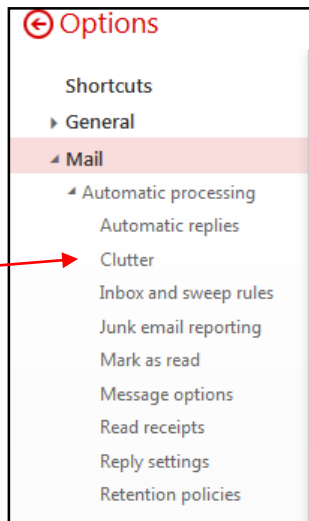 Options
Shortcuts
General
Mail
Automatic processing
Automatic replies
Clutter
Inbox and sweep rules
Junk email reporting
Mark as read
Message options
Read receipts
Reply settings
Retention policies